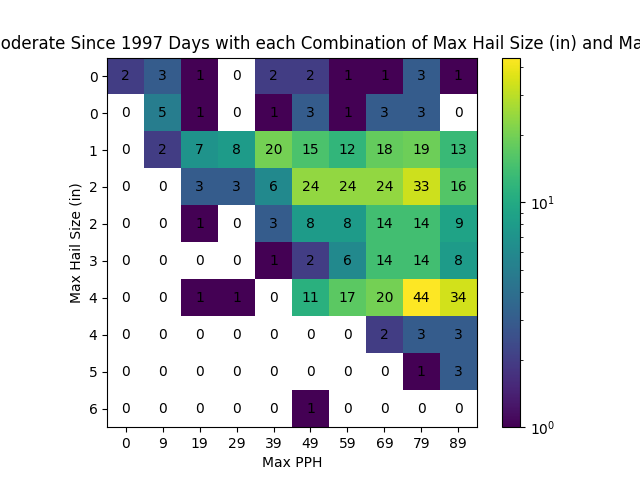 oderate Since 1997 Days with each Combination of Max Hail Size (in) and Ma
0 2 3 1 0 2 2 1 1 3 1
0 0 5 1 0 1 3 1 3 3 0
1 0 2 7 8 20 15 12 18 19 13
2 0 0 3 3 6 24 24 24 33 16
2 0 0 1 0 3 8 8 14 14 9
3 0 0 0 0 1 2 6 14 14 8
4 0 0 1 1 0 11 17 20 44 34
4 0 0 0 0 0 0 0 2 3 3
5 0 0 0 0 0 0 0 0 1 3
6 0 0 0 0 0 1 0 0 0 0
0 9 19 29 39 49 59 69 79 89
Max PPH
Max Hail Size (in)
10¹
10⁰